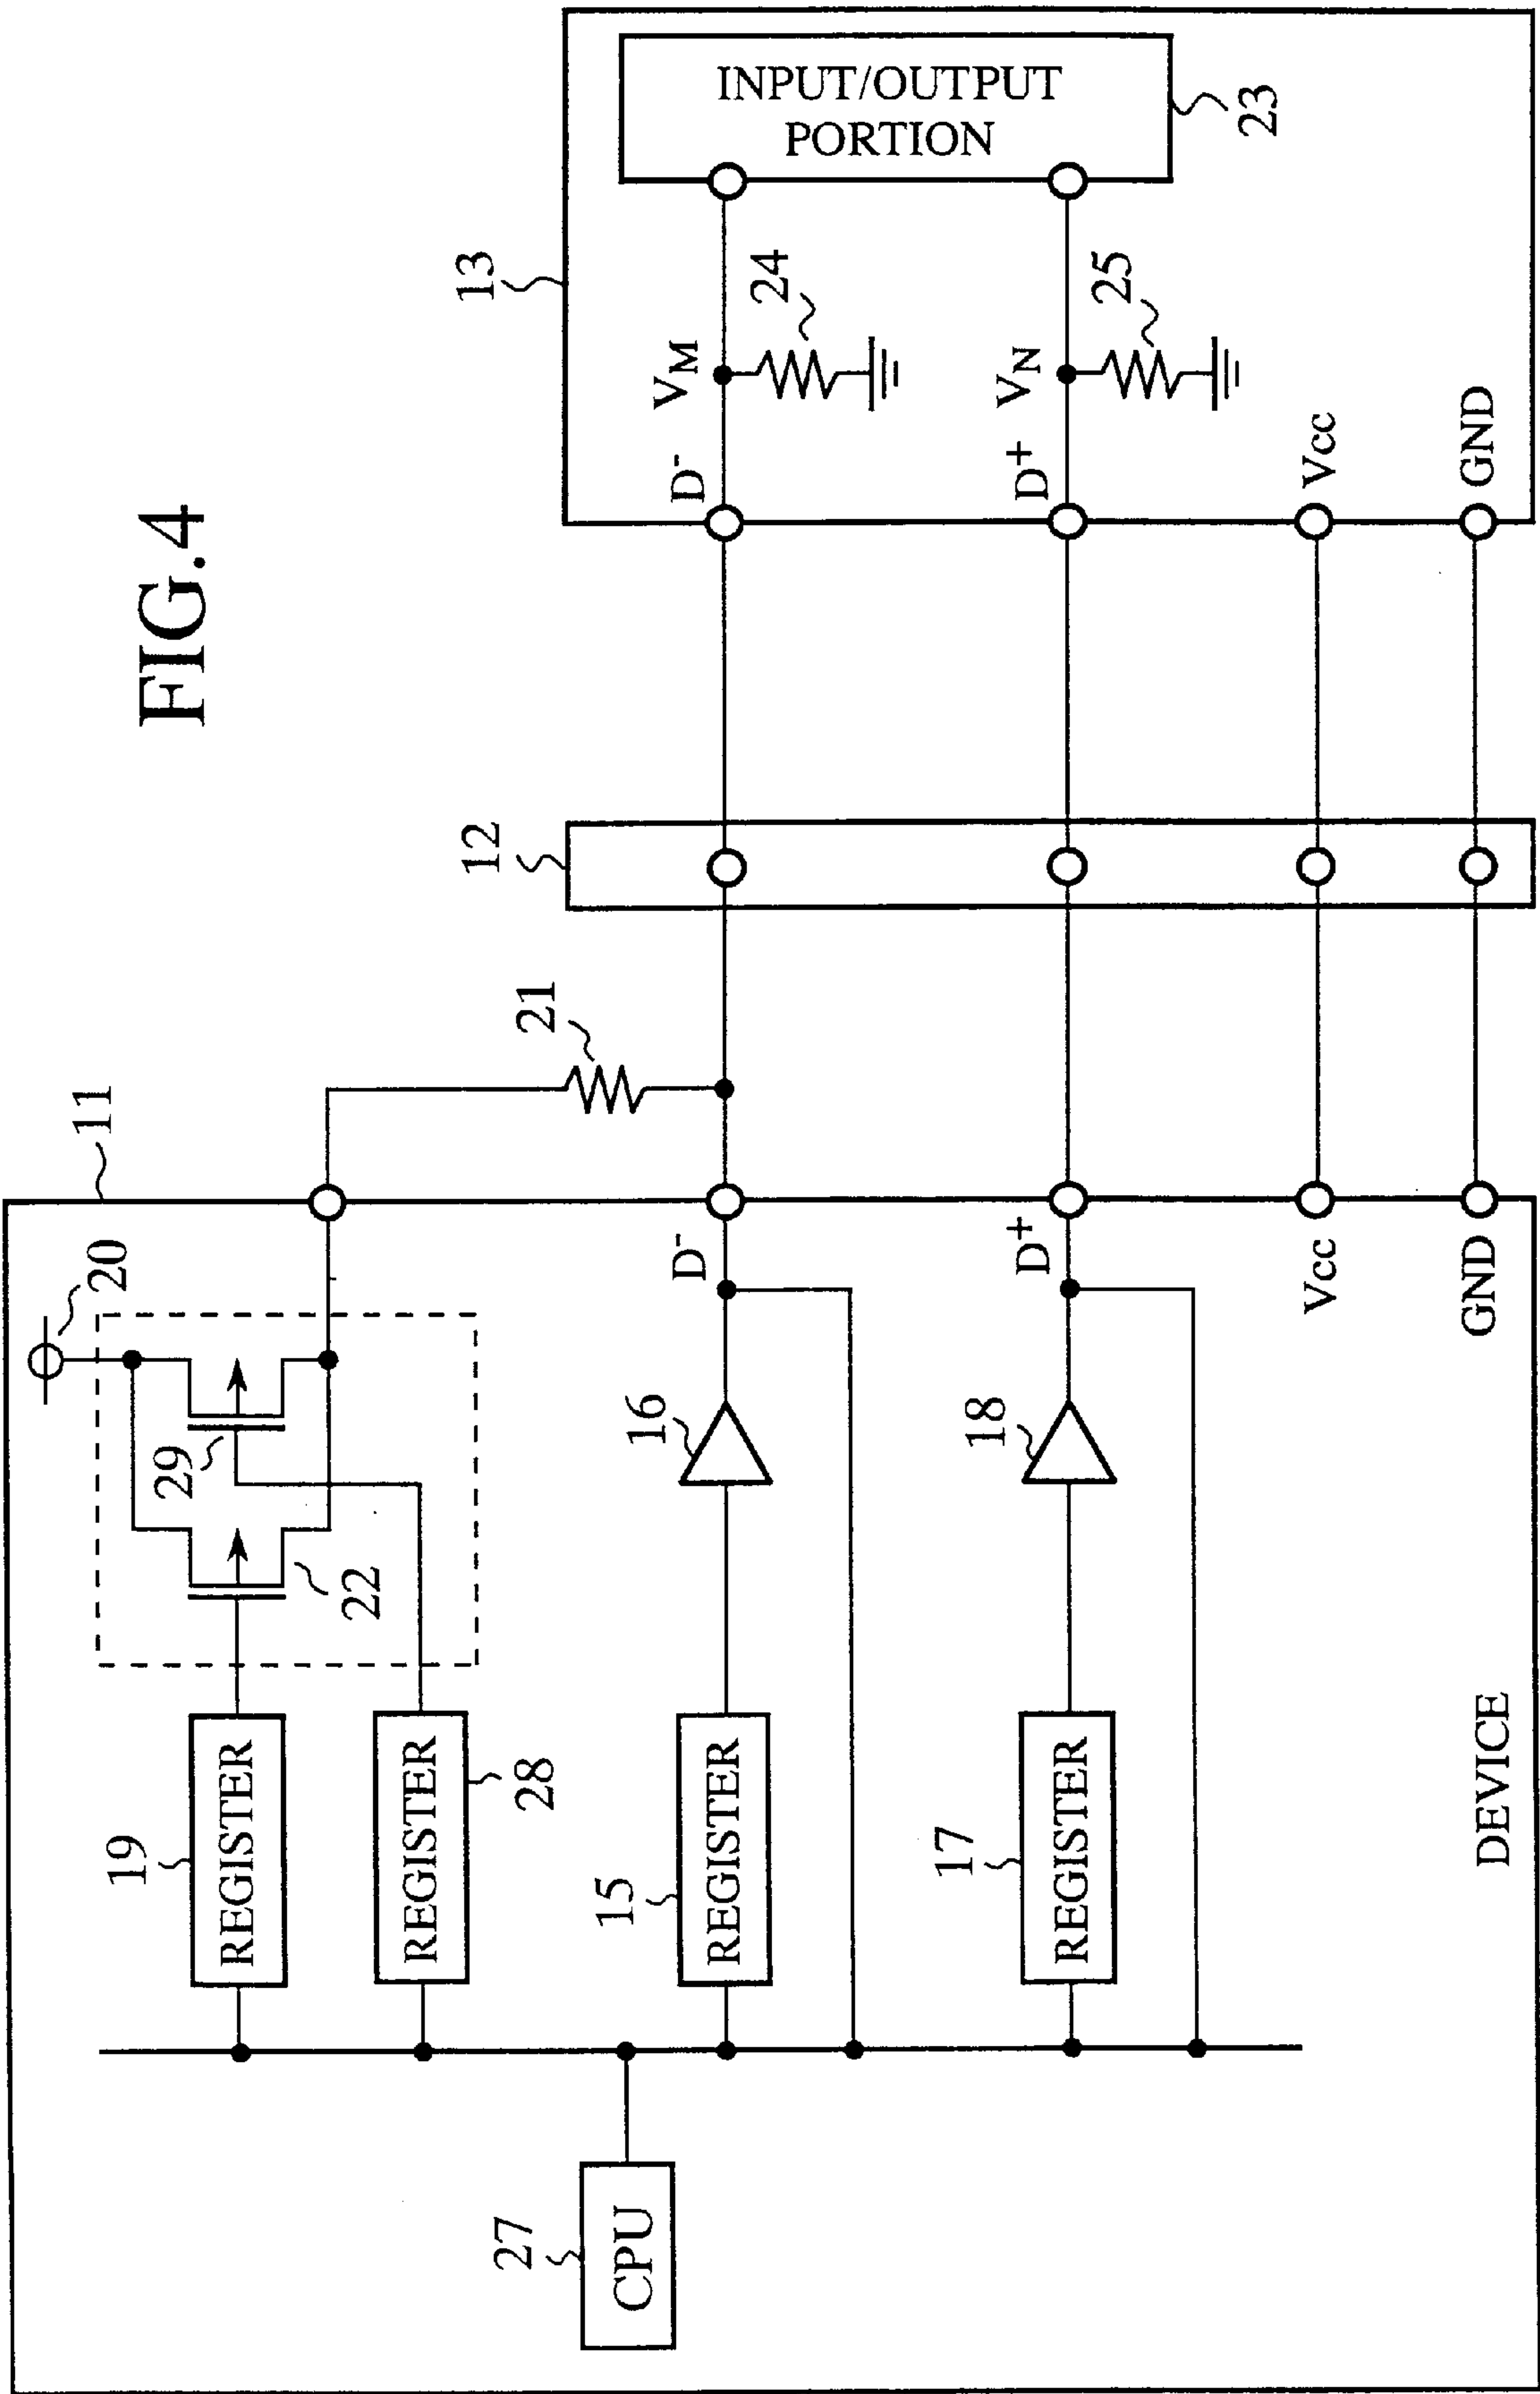 FIG.4
11
20
29
22
19
REGISTER
REGISTER
28
27
CPU
15
REGISTER
16
D-
17
REGISTER
18
D+
Vcc
GND
DEVICE
21
12
13
D-
VM
24
D+
VN
25
Vcc
GND
INPUT/OUTPUT
PORTION
23